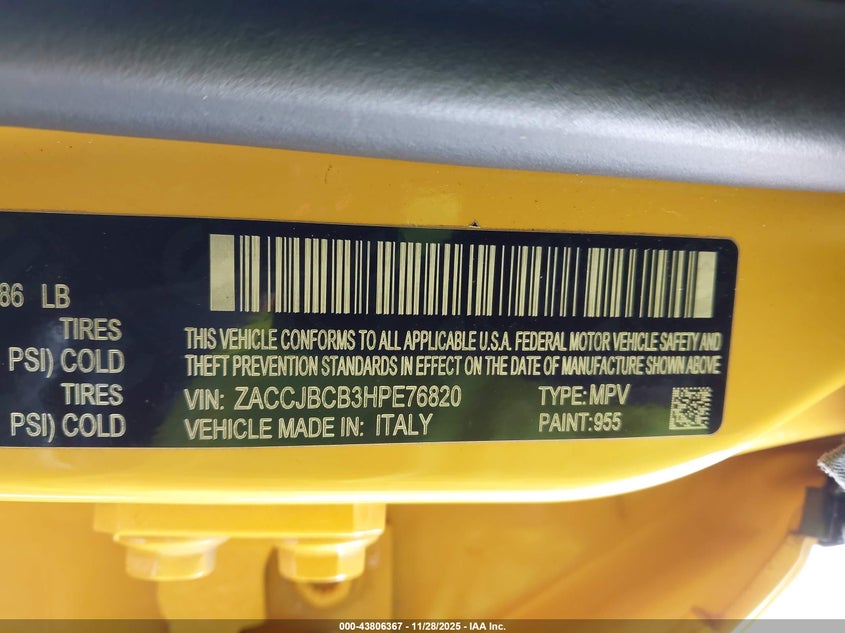 86 LB
TIRES
PSI) COLD
TIRES
PSI) COLD
THIS VEHICLE CONFORMS TO ALL APPLICABLE U.S.A. FEDERAL MOTOR VEHICLE SAFETY AND
THEFT PREVENTION STANDARDS IN EFFECT ON THE DATE OF MANUFACTURE SHOWN ABOVE
VIN: ZACCJBCB3HPE76820 TYPE: MPV
VEHICLE MADE IN: ITALY PAINT: 955
000-43806367 - 11/28/2025 - IAA Inc.